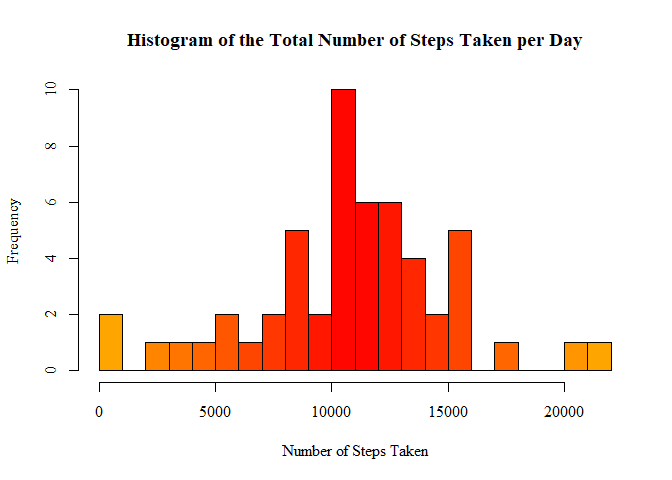 Histogram of the Total Number of Steps Taken per Day
10
8
6
4
2
0
Frequency
0 5000 10000 15000 20000
Number of Steps Taken